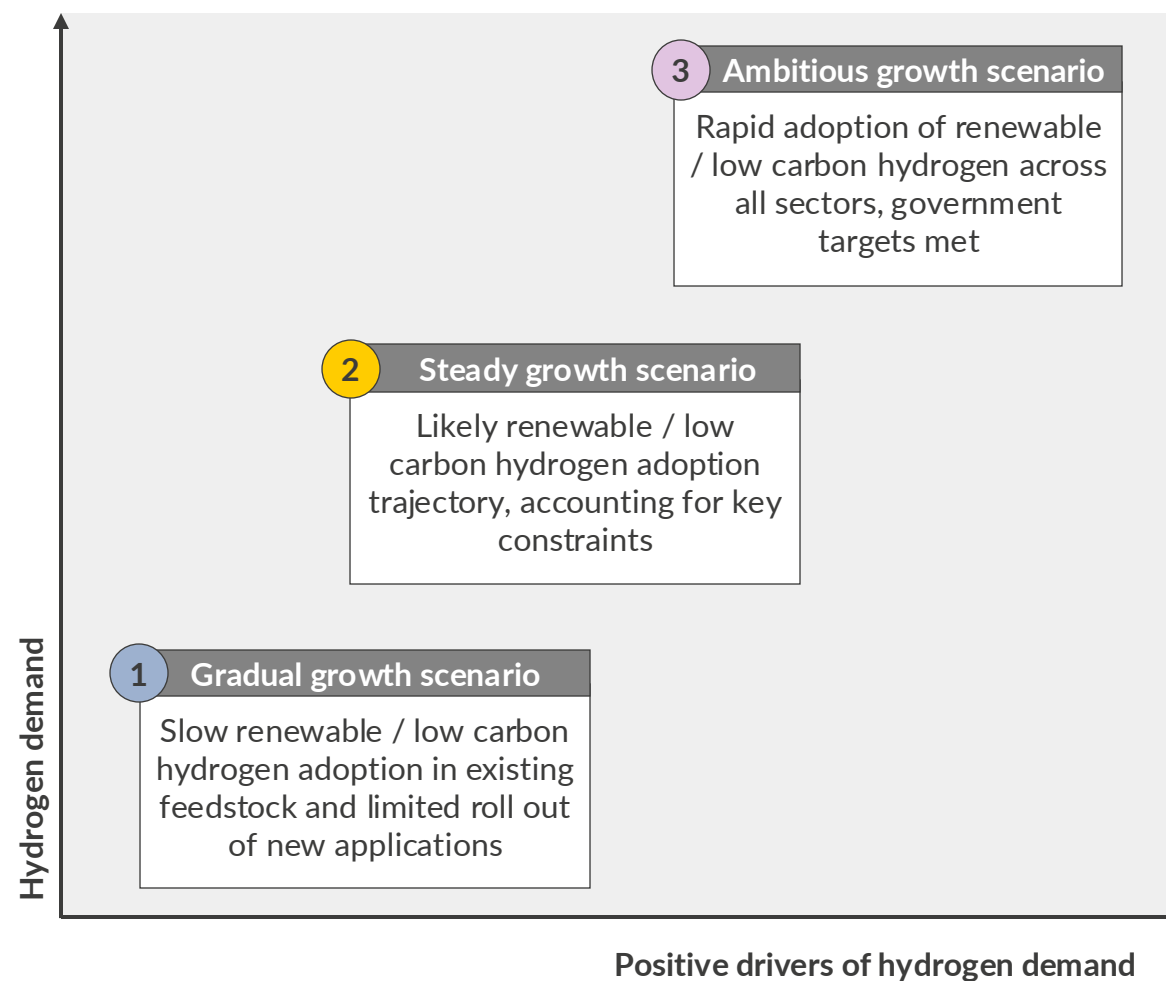 3
Ambitious growth scenario
Rapid adoption of renewable
/ low carbon hydrogen across
all sectors, government
targets met
2
Steady growth scenario
Likely renewable / low
carbon hydrogen adoption
trajectory, accounting for key
constraints
1
Gradual growth scenario
Slow renewable / low carbon
hydrogen adoption in existing
feedstock and limited roll out
of new applications
Hydrogen demand
Positive drivers of hydrogen demand